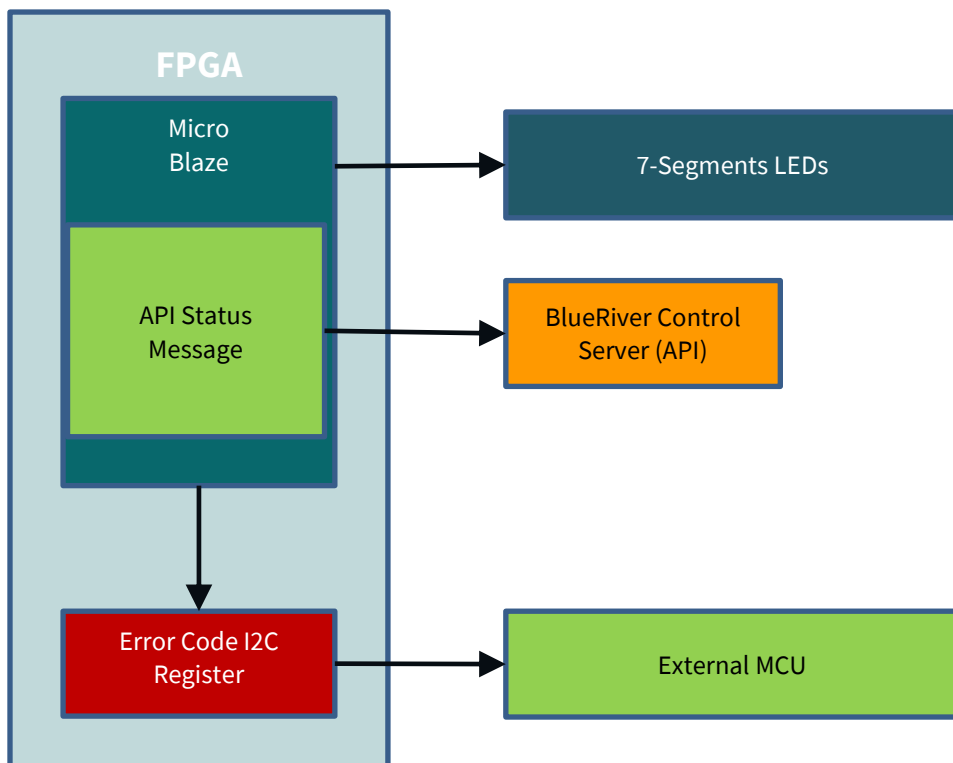 FPGA
Micro
Blaze
7-Segments LEDs
API Status
Message
BlueRiver Control
Server (API)
Error Code I2C
Register
External MCU